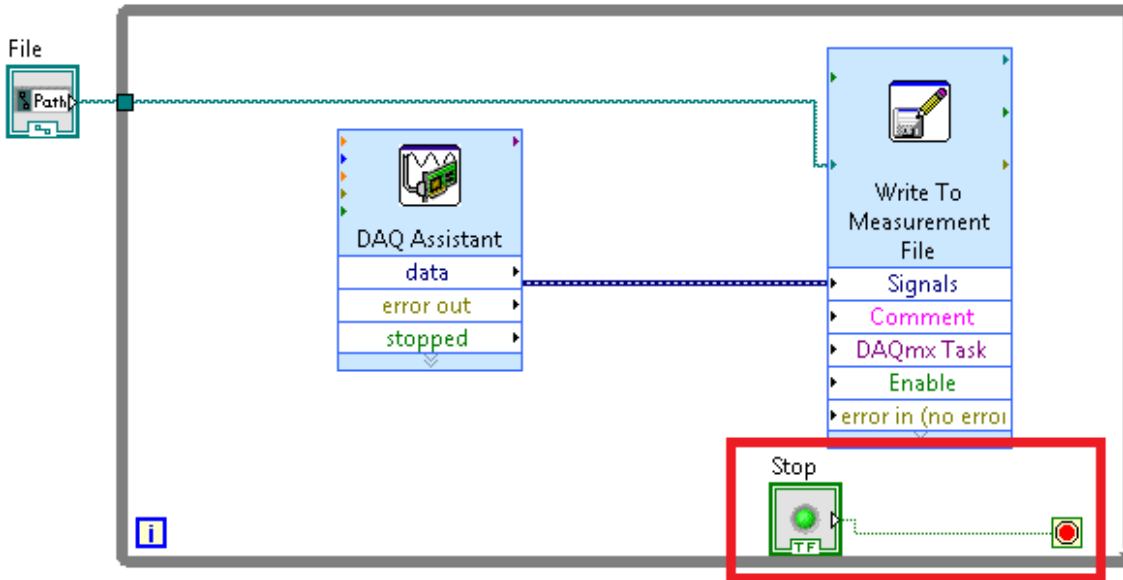 File
Path
DAQ Assistant
data
error out
stopped
Write To
Measurement
File
Signals
Comment
DAQmx Task
Enable
error in (no error
Stop
TF
i